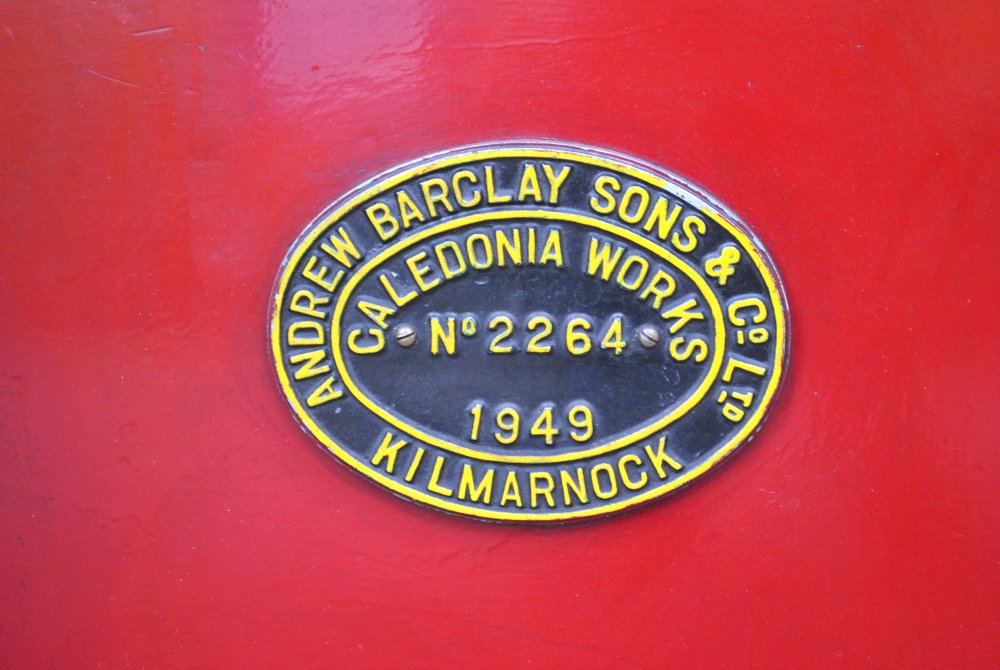 ANDREW BARCLAY SONS & Co LTD
CALEDONIA WORKS
No 2264
1949
KILMARNOCK